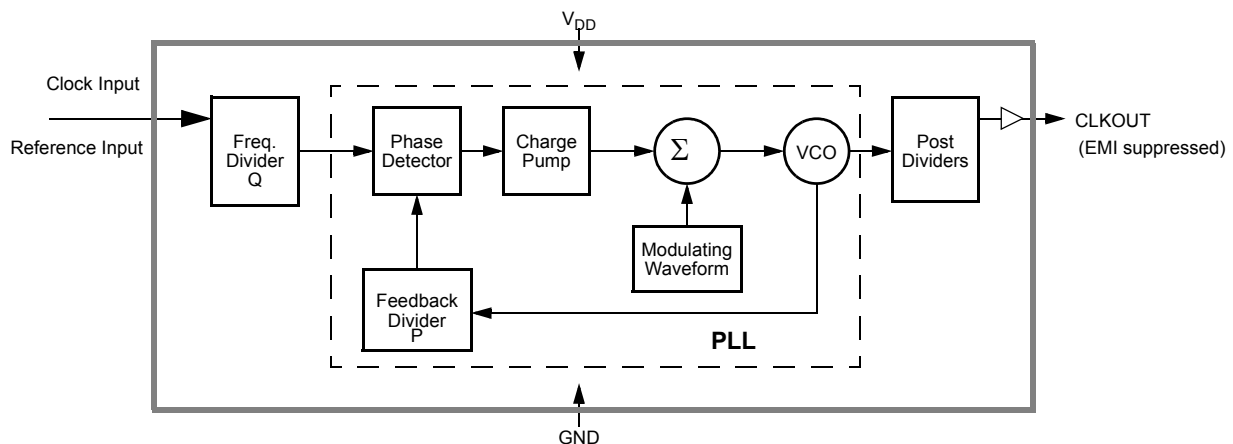 V_DD
Clock Input
Reference Input
Freq.
Divider
Q
Phase
Detector
Charge
Pump
Σ
VCO
Post
Dividers
CLKOUT
(EMI suppressed)
Modulating
Waveform
Feedback
Divider
P
PLL
GND